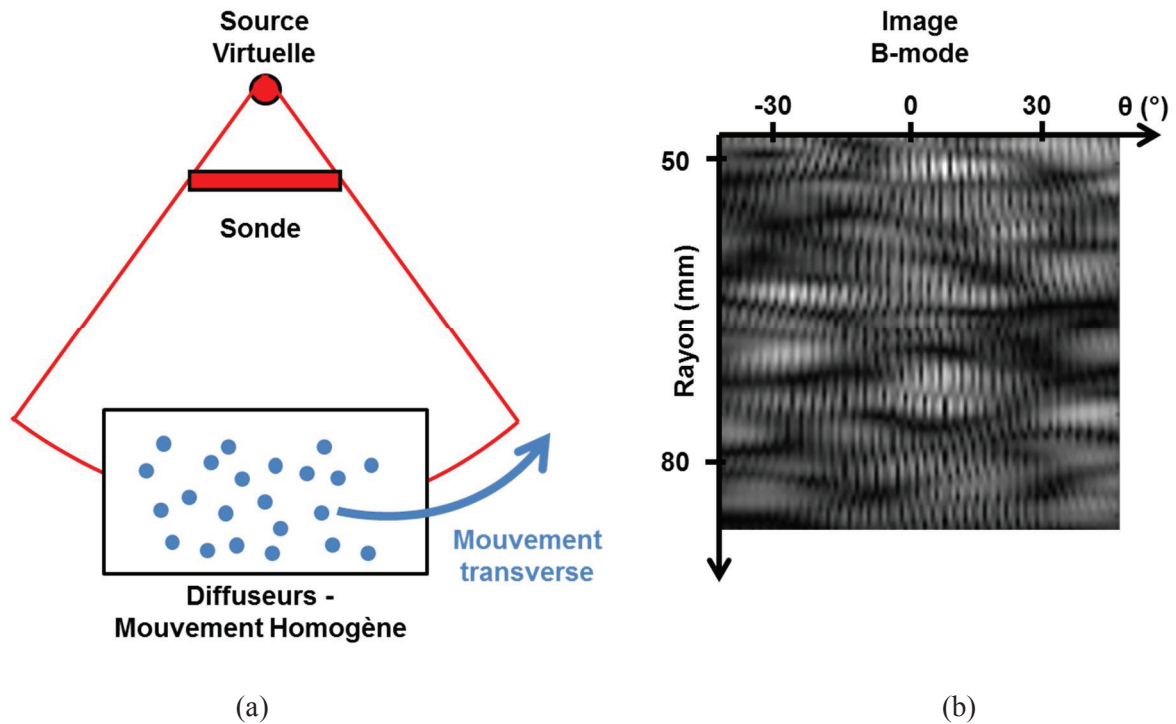 Source
Virtuelle
Sonde
Mouvement
transverse
Diffuseurs -
Mouvement Homogène
(a)
Image
B-mode
-30 0 30 θ (°)
50
Rayon (mm)
80
(b)